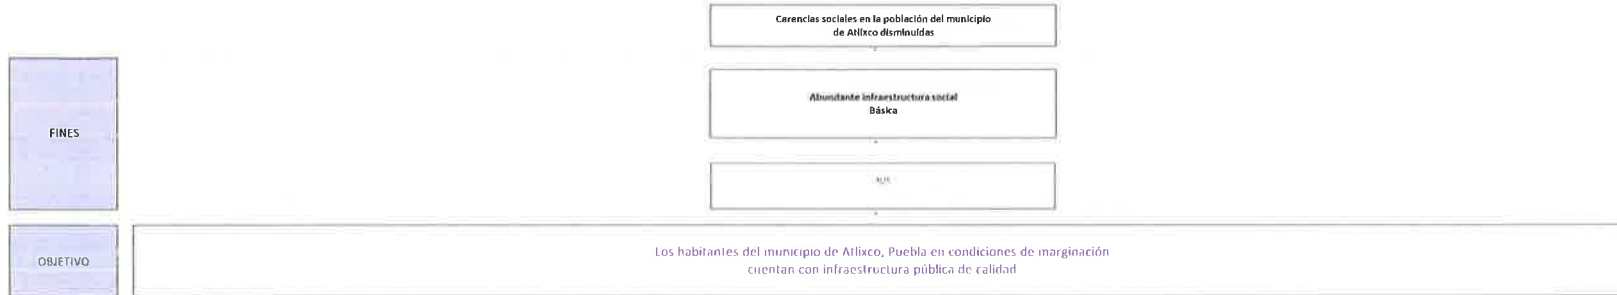 Carencias sociales en la población del municipio
de Atlixco disminuídas
Abundante infraestructura social
Básica
FINES
OBJETIVO
Los habitantes del municipio de Atlixco, Puebla en condiciones de marginación
cuentan con infraestructura pública de calidad